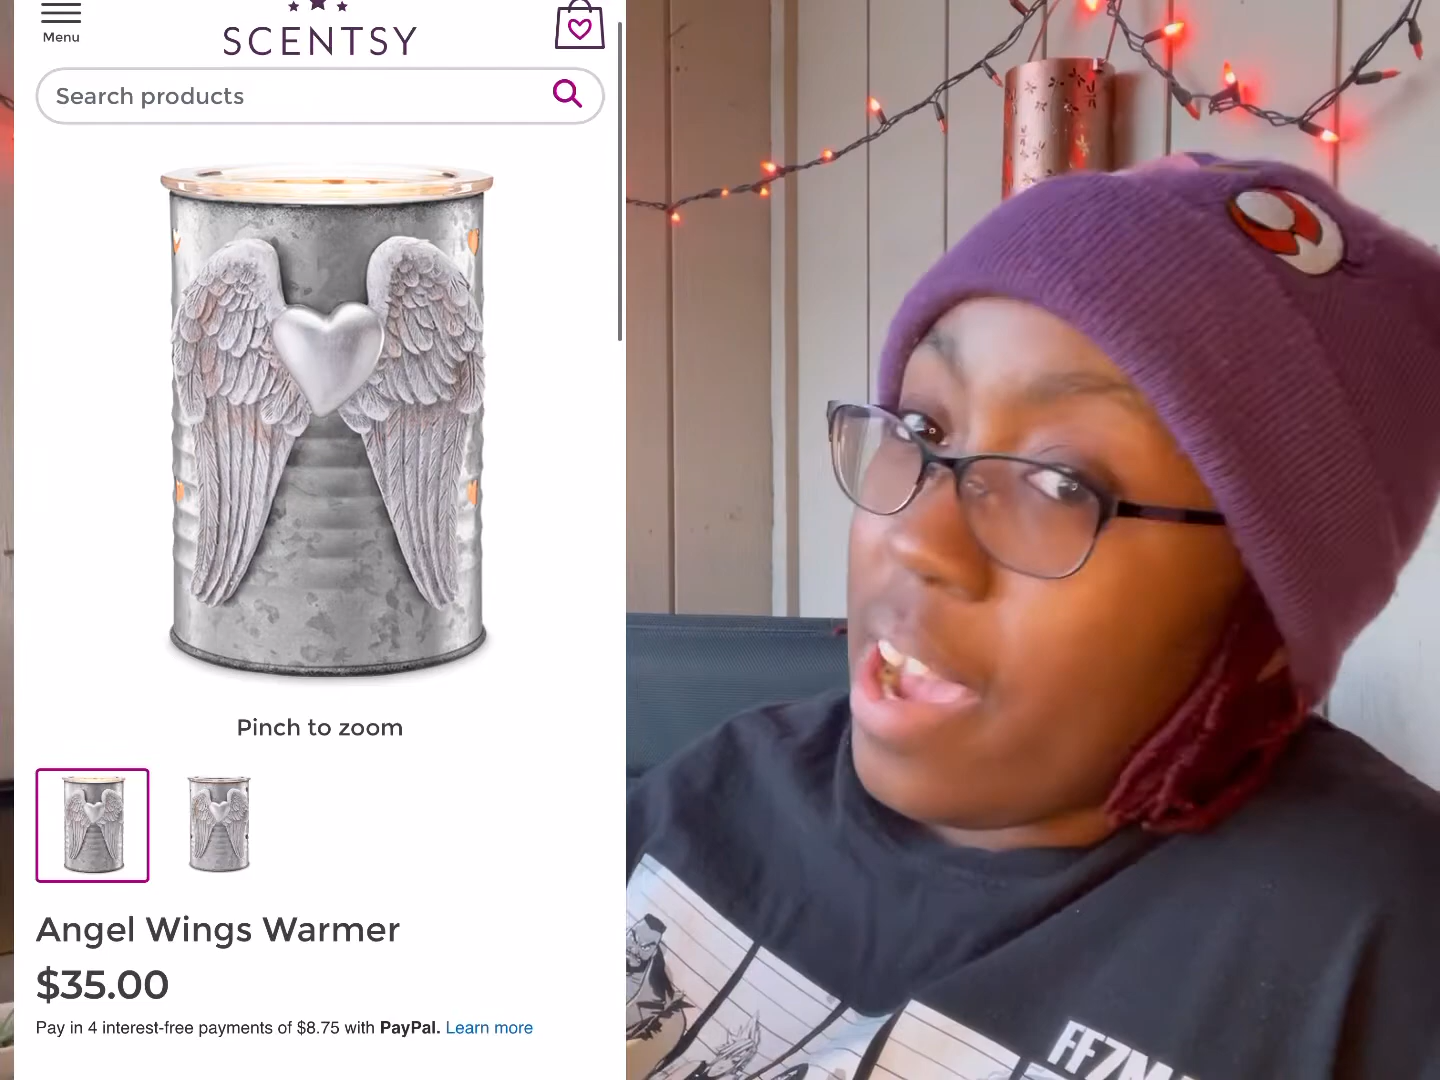 Menu
SCENTSY
Search products
Pinch to zoom
Angel Wings Warmer
$35.00
Pay in 4 interest-free payments of $8.75 with PayPal. Learn more